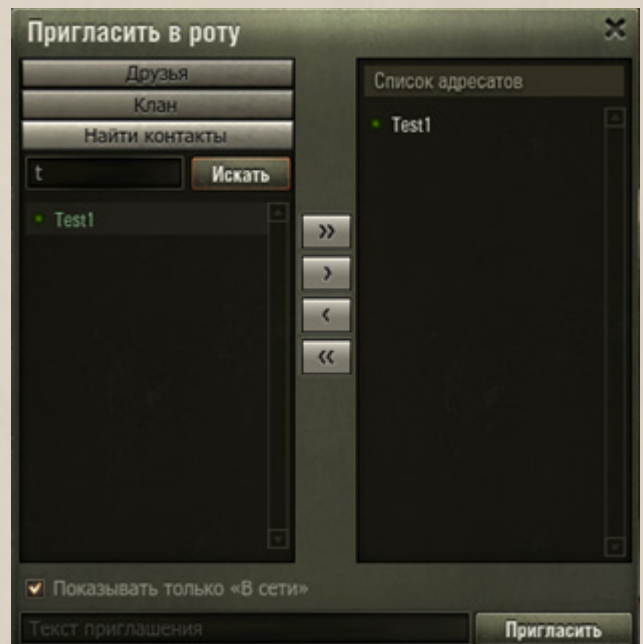 Пригласить в роту
Друзья
Клан
Найти контакты
t
Искать
Test1
Список адресатов
Test1
Показывать только «В сети»
Текст приглашения
Пригласить